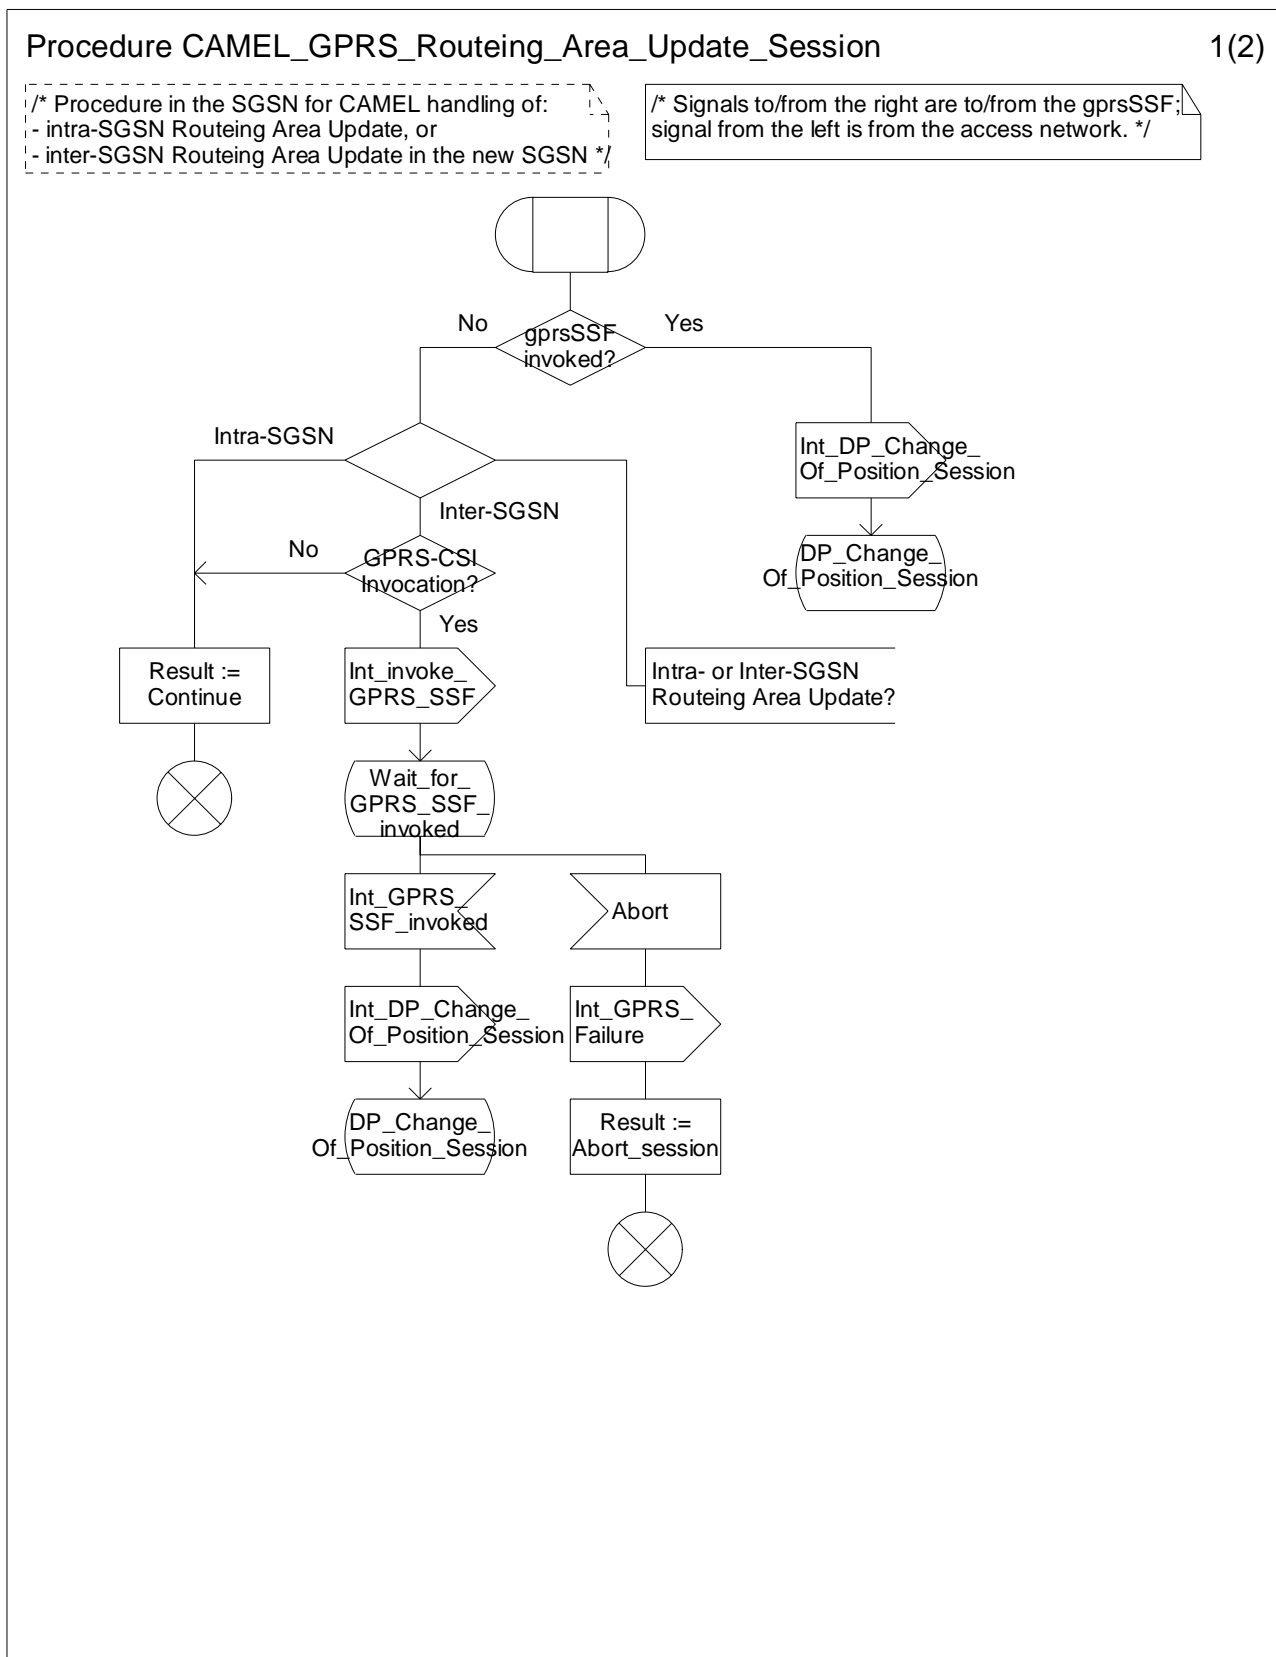 Procedure CAMEL_GPRS_Routeing_Area_Update_Session
1(2)
/* Procedure in the SGSN for CAMEL handling of:
- intra-SGSN Routeing Area Update, or
- inter-SGSN Routeing Area Update in the new SGSN */
/* Signals to/from the right are to/from the gprsSSF;
signal from the left is from the access network. */
No
gprsSSF
invoked?
Yes
Intra-SGSN
Int_DP_Change_
Of_Position_Session
Inter-SGSN
No
GPRS-CSI
Invocation?
DP_Change_
Of_Position_Session
Yes
Result :=
Continue
Int_invoke_
GPRS_SSF
Intra- or Inter-SGSN
Routeing Area Update?
Wait_for_
GPRS_SSF_
invoked
Int_GPRS_
SSF_invoked
Abort
Int_DP_Change_
Of_Position_Session
Int_GPRS_
Failure
DP_Change_
Of_Position_Session
Result :=
Abort_session